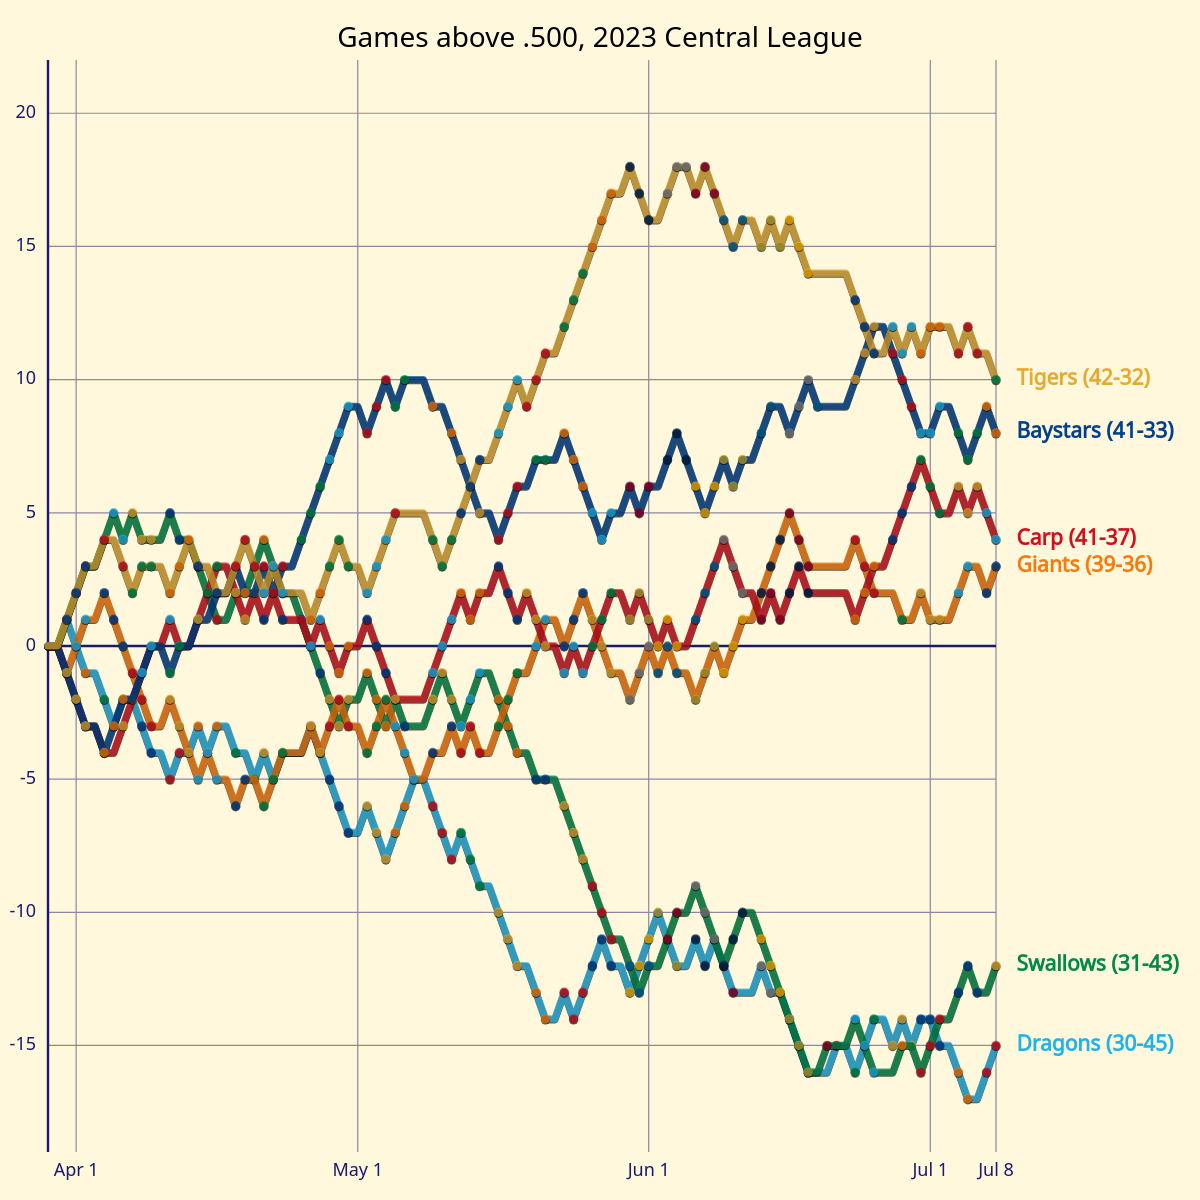 Games above .500, 2023 Central League
20
15
10
5
0
-5
-10
-15
Tigers (42-32)
Baystars (41-33)
Carp (41-37)
Giants (39-36)
Swallows (31-43)
Dragons (30-45)
Apr 1
May 1
Jun 1
Jul 1
Jul 8